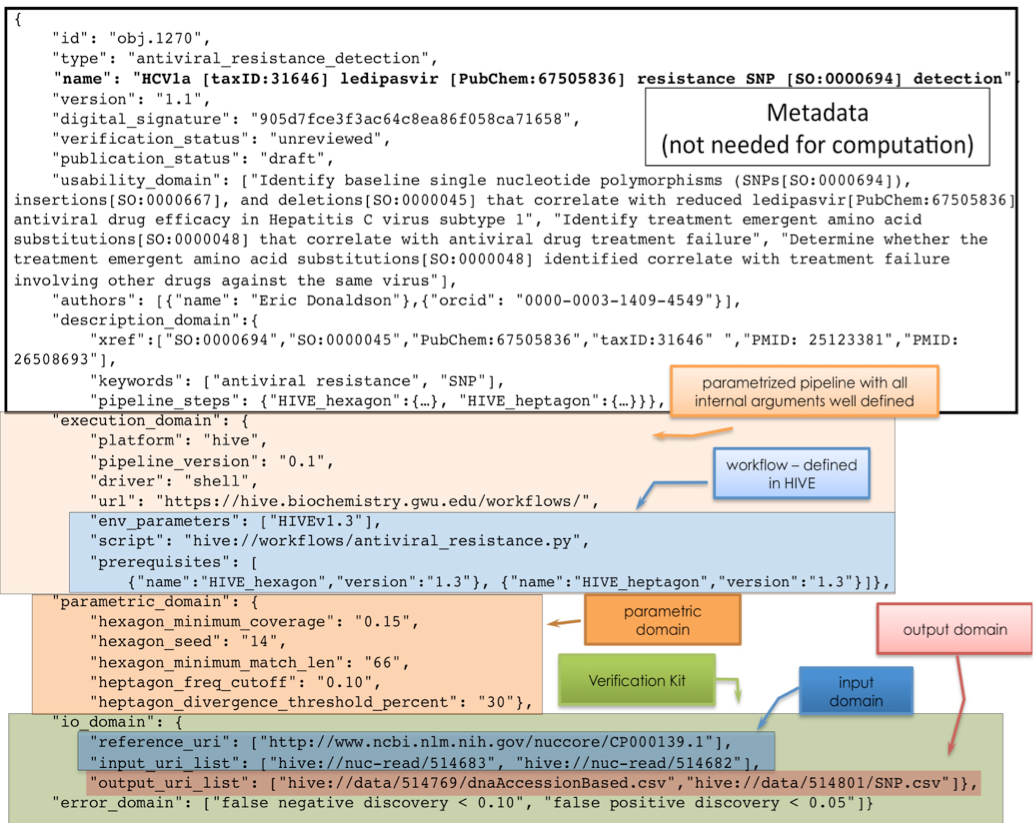 {
"id": "obj.1270",
"type": "antiviral_resistance_detection",
"name": "HCV1a [taxID:31646] ledipasvir [PubChem:67505836] resistance SNP [SO:0000694] detection",
"version": "1.1",
"digital_signature": "905d7fce3f3ac64c8ea86f058ca71658",
"verification_status": "unreviewed",
"publication_status": "draft",
Metadata
(not needed for computation)
"usability_domain": ["Identify baseline single nucleotide polymorphisms (SNPs[SO:0000694]),
insertions[SO:0000667], and deletions[SO:0000045] that correlate with reduced ledipasvir[PubChem:67505836]
antiviral drug efficacy in Hepatitis C virus subtype 1", "Identify treatment emergent amino acid
substitutions[SO:0000048] that correlate with antiviral drug treatment failure", "Determine whether the
treatment emergent amino acid substitutions[SO:0000048] identified correlate with treatment failure
involving other drugs against the same virus"],
"authors": [{"name": "Eric Donaldson"},{"orcid": "0000-0003-1409-4549"}],
"description_domain":{
"xref":["SO:0000694","SO:0000045","PubChem:67505836","taxID:31646" ","PMID: 25123381","PMID:
26508693"],
"keywords": ["antiviral resistance", "SNP"],
"pipeline_steps": {"HIVE_hexagon":{…}, "HIVE_heptagon":{…}}},
parametrized pipeline with all
internal arguments well defined
"execution_domain": {
"platform": "hive",
"pipeline_version": "0.1",
"driver": "shell",
"url": "https://hive.biochemistry.gwu.edu/workflows/",
workflow – defined
in HIVE
"env_parameters": ["HIVEv1.3"],
"script": "hive://workflows/antiviral_resistance.py",
"prerequisites": [
{"name":"HIVE_hexagon","version":"1.3"}, {"name":"HIVE_heptagon","version":"1.3"}]},
"parametric_domain": {
"hexagon_minimum_coverage": "0.15",
"hexagon_seed": "14",
"hexagon_minimum_match_len": "66",
"heptagon_freq_cutoff": "0.10",
"heptagon_divergence_threshold_percent": "30"},
parametric
domain
output domain
Verification Kit
input
domain
"io_domain": {
"reference_uri": ["http://www.ncbi.nlm.nih.gov/nuccore/CP000139.1"],
"input_uri_list": ["hive://nuc-read/514683", "hive://nuc-read/514682"],
"output_uri_list": ["hive://data/514769/dnaAccessionBased.csv","hive://data/514801/SNP.csv"]},
"error_domain": ["false negative discovery < 0.10", "false positive discovery < 0.05"]}